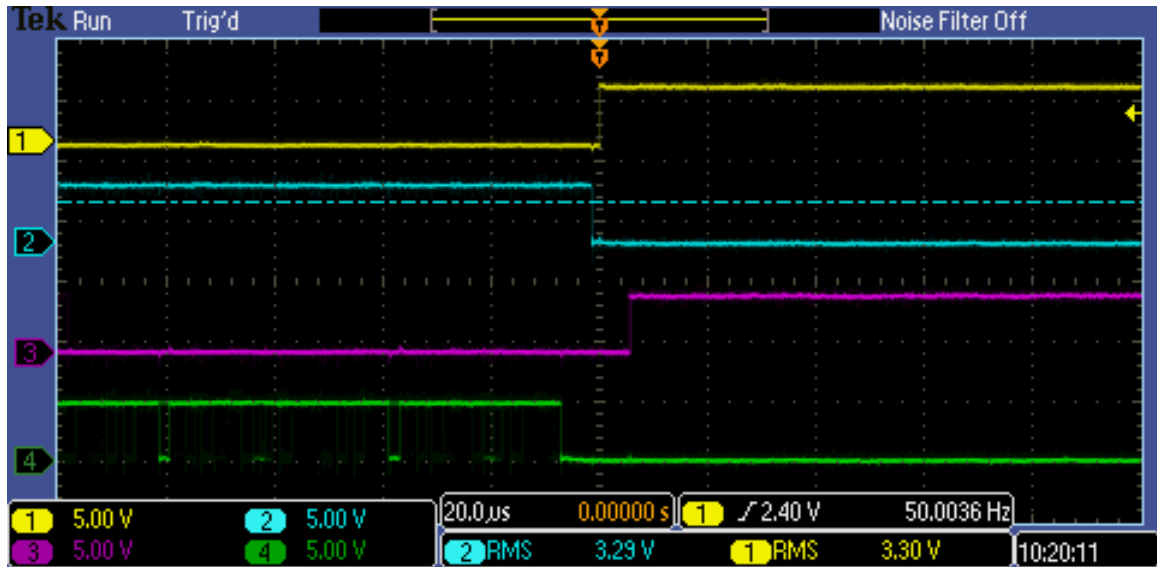 Tek Run Trig'd Noise Filter Off
1
2
3
4
1 5.00 V 2 5.00 V 20.0µs 0.00000 s 1 2.40 V 50.0036 Hz
3 5.00 V 4 5.00 V 2 RMS 3.29 V 1 RMS 3.30 V 10:20:11